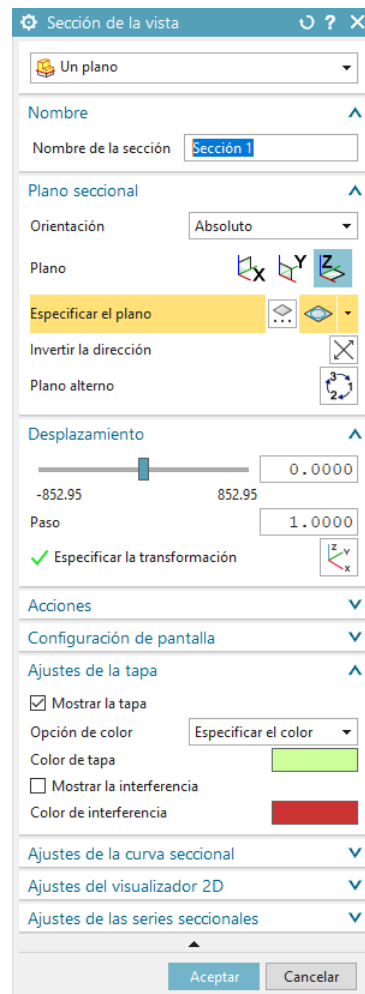 Sección de la vista
Un plano
Nombre
Nombre de la sección Sección 1
Plano seccional
Orientación Absoluto
Plano X Y Z
Especificar el plano
Invertir la dirección
Plano alterno 3 2 1
Desplazamiento
0.0000
-852.95 852.95
Paso 1.0000
Especificar la transformación Z Y X
Acciones
Configuración de pantalla
Ajustes de la tapa
Mostrar la tapa
Opción de color Especificar el color
Color de tapa
Mostrar la interferencia
Color de interferencia
Ajustes de la curva seccional
Ajustes del visualizador 2D
Ajustes de las series seccionales
Aceptar Cancelar